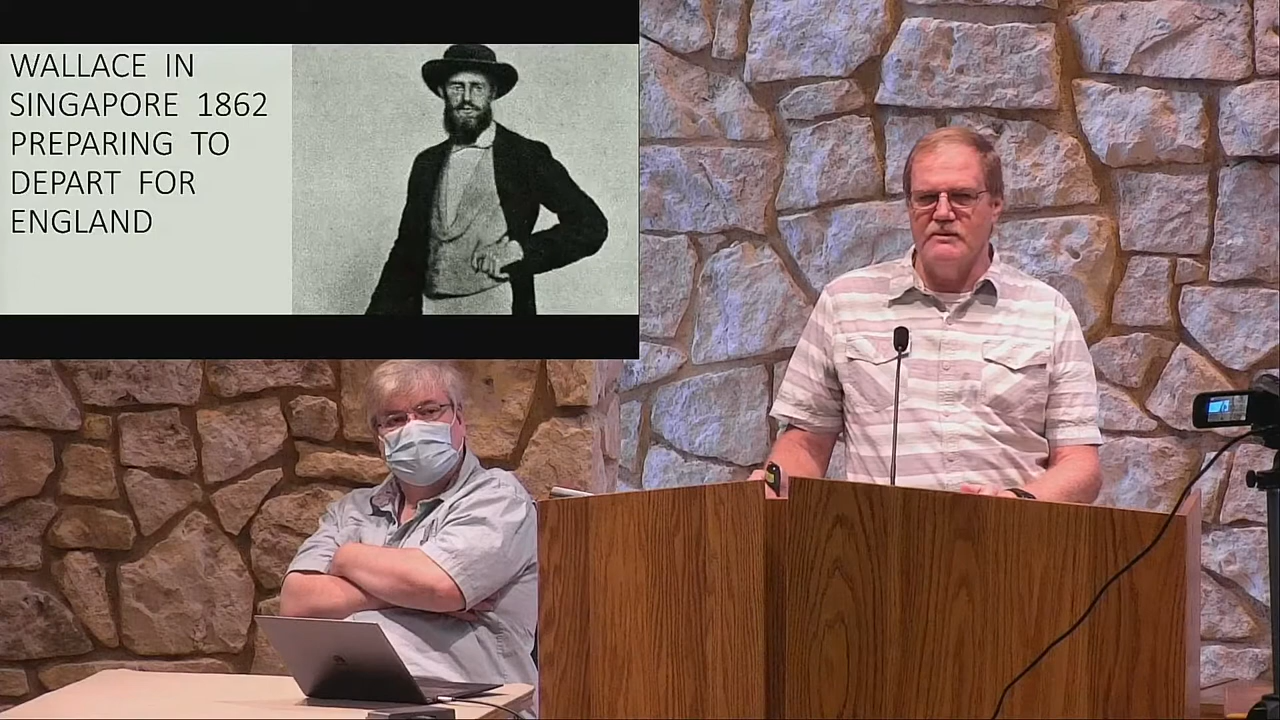 WALLACE IN
SINGAPORE 1862
PREPARING TO
DEPART FOR
ENGLAND